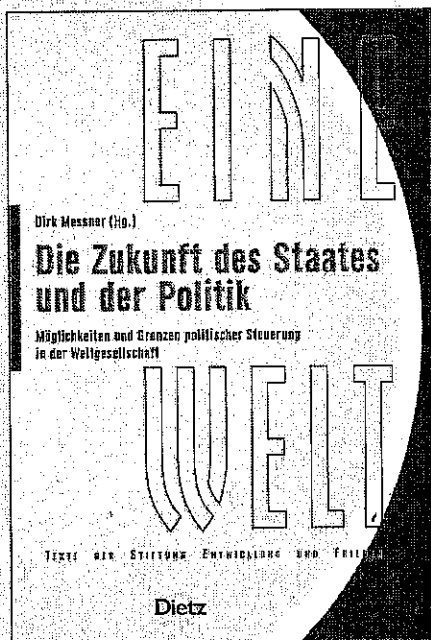 EINE
Dirk Messner (Hg.)
Die Zukunft des Staates
und der Politik
Möglichkeiten und Grenzen politischer Steuerung
in der Weltgesellschaft
WELT
TEXTE DER STIFTUNG ENTWICKLUNG UND FRIEDEN
Dietz